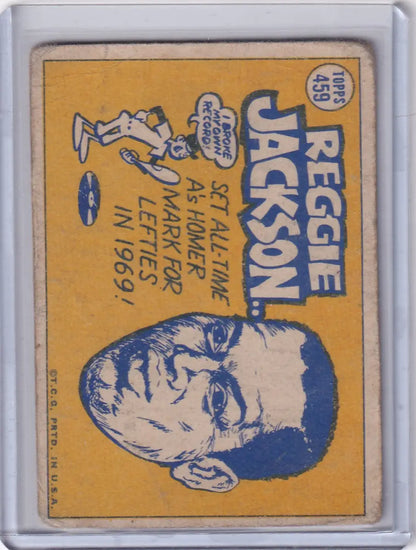 TOPPS
459
REGGIE
JACKSON..
SET ALL-TIME
A's HOMER
MARK FOR
LEFTIES
IN 1969!
I BROKE
MY OWN
RECORD!
©T.C.G. PRTD. IN U.S.A.